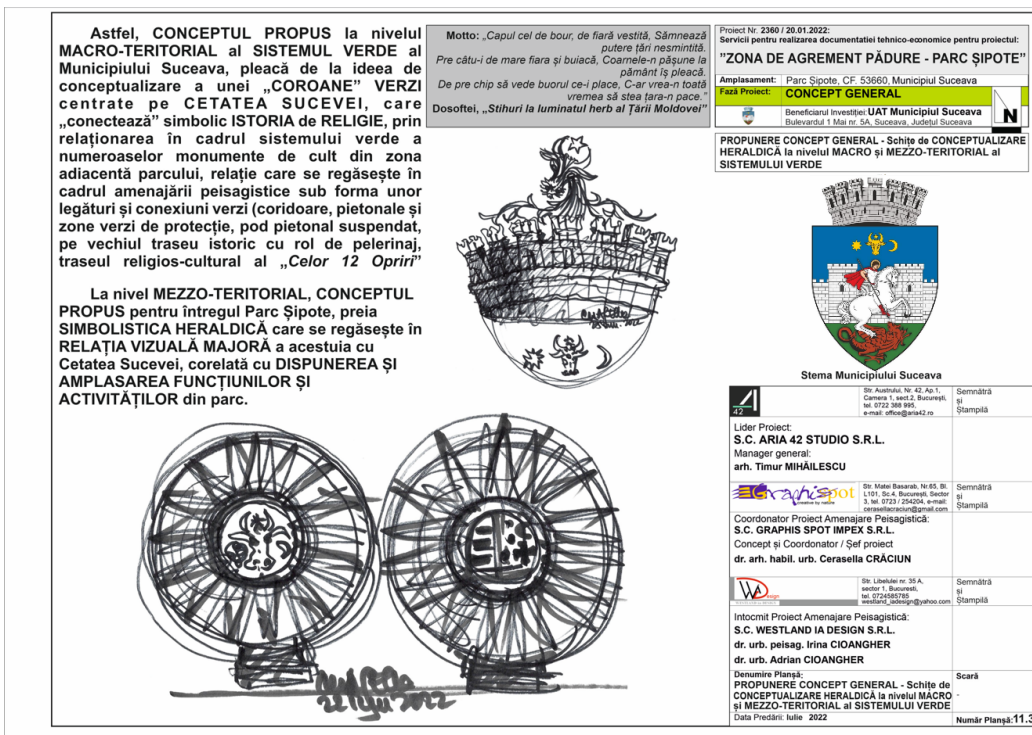 Astfel, CONCEPTUL PROPUS la nivelul
MACRO-TERITORIAL al SISTEMUL VERDE al
Municipiului Suceava, pleacă de la ideea de
conceptualizare a unei „COROANE” VERZI
centrate pe CETATEA SUCEVEI, care
„conectează” simbolic ISTORIA de RELIGIE, prin
relaționarea în cadrul sistemului verde a
numeroaselor monumente de cult din zona
adiacentă parcului, relație care se regăsește în
cadrul amenajării peisagistice sub forma unor
legături și conexiuni verzi (coridoare, pietonale și
zone verzi de protecție, pod pietonal suspendat,
pe vechiul traseu istoric cu rol de pelerinaj,
traseul religios-cultural al „Celor 12 Opriri”
La nivel MEZZO-TERITORIAL, CONCEPTUL
PROPUS pentru întregul Parc Șipote, preia
SIMBOLISTICA HERALDICĂ care se regăsește în
RELAȚIA VIZUALĂ MAJORĂ a acestuia cu
Cetatea Sucevei, corelată cu DISPUNEREA ȘI
AMPLASAREA FUNCȚIUNILOR ȘI
ACTIVITĂȚILOR din parc.
Motto: „Capul cel de bour, de fiară vestită, Sămnează
putere țări nesmintită.
Pre cătu-i de mare fiara și buiacă, Coarnele-n pășune la
pământ îș pleacă.
De pre chip să vede buorul ce-i place, C-ar vrea-n toată
vremea să stea țara-n pace.”
Dosoftei, „Stihuri la luminatul herb al Țării Moldovei”
22 Iulie 2022
Proiect Nr. 2360 / 20.01.2022:
Servicii pentru realizarea documentatiei tehnico-economice pentru proiectul:
”ZONA DE AGREMENT PĂDURE - PARC ȘIPOTE”
Amplasament: Parc Șipote, CF. 53660, Municipiul Suceava
Fază Proiect: CONCEPT GENERAL
Beneficiarul Investiției: UAT Municipiul Suceava
Bulevardul 1 Mai nr. 5A, Suceava, Județul Suceava
N
PROPUNERE CONCEPT GENERAL - Schițe de CONCEPTUALIZARE
HERALDICĂ la nivelul MACRO și MEZZO-TERITORIAL al
SISTEMULUI VERDE
Stema Municipiului Suceava
42
Str. Austrului, Nr. 42, Ap.1,
Camera 1, sect.2, București,
tel. 0722 388 995,
e-mail: office@aria42.ro
Semnătră
și
Ștampilă
Lider Proiect:
S.C. ARIA 42 STUDIO S.R.L.
Manager general:
arh. Timur MIHĂILESCU
Graphispot
creative by nature
Str. Matei Basarab, Nr.65, Bl.
L101, Sc.4, București, Sector
3, tel. 0723 / 254204, e-mail:
cerasellacraciun@gmail.com
Semnătră
și
Ștampilă
Coordonator Proiect Amenajare Peisagistică:
S.C. GRAPHIS SPOT IMPEX S.R.L.
Concept și Coordonator / Șef proiect
dr. arh. habil. urb. Cerasella CRĂCIUN
Str. Libelului nr. 35 A,
sector 1, Bucuresti,
tel. 0724585785
westland_iadesign@yahoo.com
Semnătră
și
Ștampilă
Intocmit Proiect Amenajare Peisagistică:
S.C. WESTLAND IA DESIGN S.R.L.
dr. urb. peisag. Irina CIOANGHER
dr. urb. Adrian CIOANGHER
Denumire Planșă:
PROPUNERE CONCEPT GENERAL - Schițe de
CONCEPTUALIZARE HERALDICĂ la nivelul MACRO
și MEZZO-TERITORIAL al SISTEMULUI VERDE
Scară
-
Data Predării: Iulie 2022
Număr Planșă: 11.3